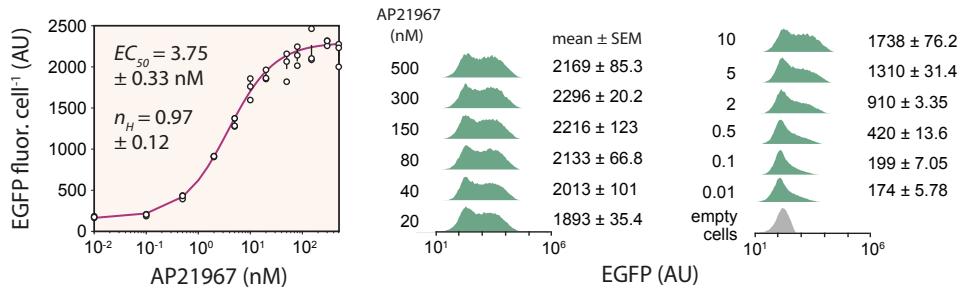 EGFP fluor. cell⁻¹ (AU)
2500
2000
1500
1000
500
0
EC₅₀ = 3.75
± 0.33 nM
n_H = 0.97
± 0.12
10⁻² 10⁻¹ 10⁰ 10¹ 10²
AP21967 (nM)
AP21967
(nM)
mean ± SEM
500 2169 ± 85.3
300 2296 ± 20.2
150 2216 ± 123
80 2133 ± 66.8
40 2013 ± 101
20 1893 ± 35.4
10¹ 10⁶
10 1738 ± 76.2
5 1310 ± 31.4
2 910 ± 3.35
0.5 420 ± 13.6
0.1 199 ± 7.05
0.01 174 ± 5.78
empty
cells
10¹ 10⁶
EGFP (AU)